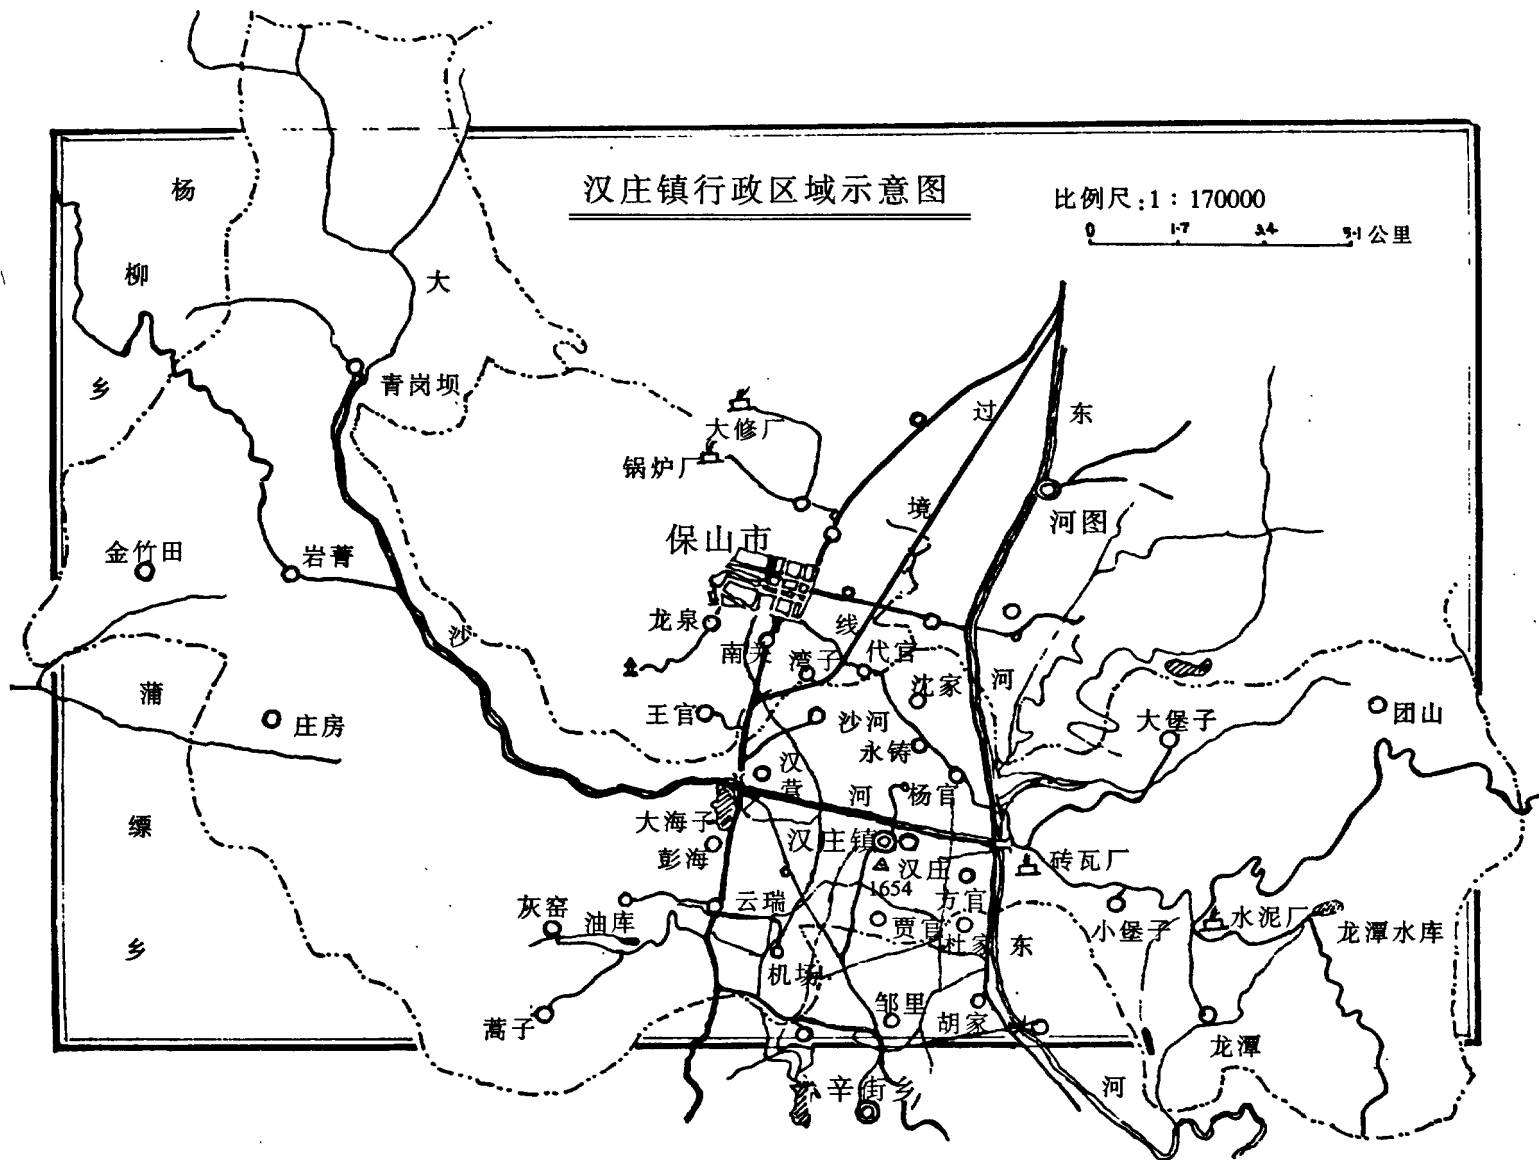 汉庄镇行政区域示意图
比例尺:1:170000
0 1.7 3.4 5.1 公里
杨柳乡
大沙河
青岗坝
大修厂
锅炉厂
过境线
东河
河图
保山市
金竹田
岩菁
龙泉
南关
湾子
代官
沈家
蒲缥乡
庄房
王官
沙河
永铸
大堡子
团山
汉营
杨官
大海子
彭海
汉庄镇
汉庄
1654
砖瓦厂
方官
灰窑
油库
云瑞
贾官
杜家
小堡子
水泥厂
龙潭水库
机场
蒿子
邹里
胡家
东河
龙潭
辛街乡